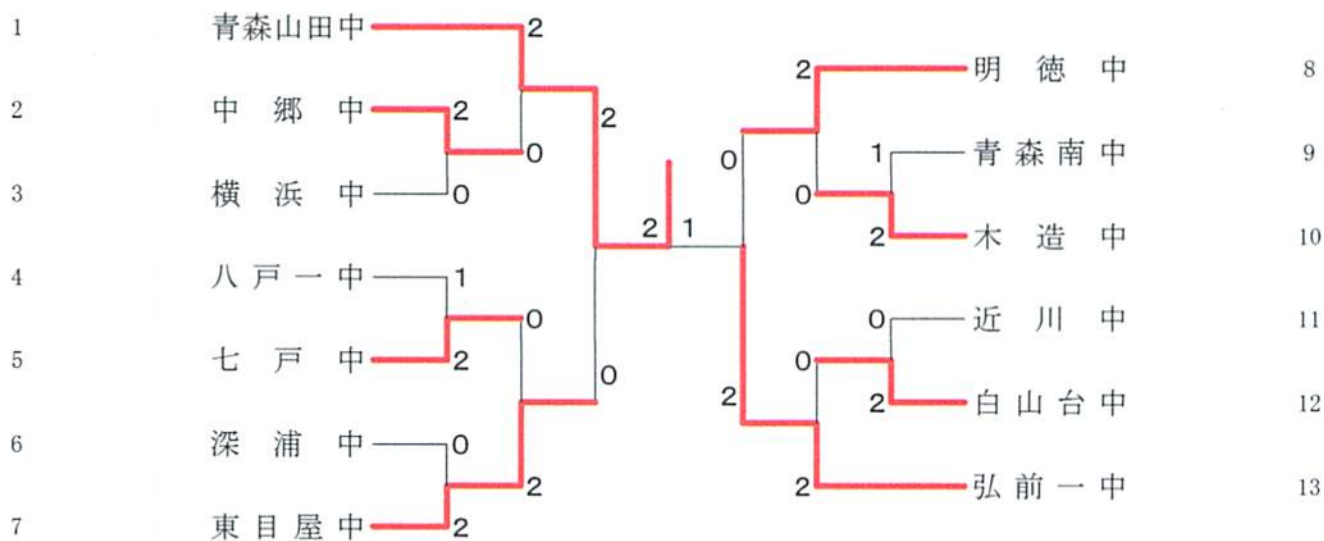 1 青森山田中 2
2 中郷中 2
0
3 横浜中 0
2
4 八戸一中 1
0
5 七戸中 2
0
6 深浦中 0
2
7 東目屋中 2
2 1
2 明徳中 8
0
1 青森南中 9
0
2 木造中 10
0 近川中 11
0
2 白山台中 12
2
2 弘前一中 13